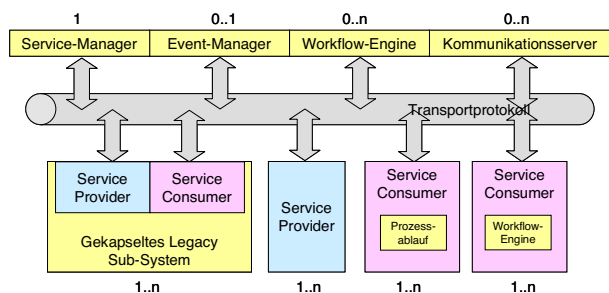 1 0..1 0..n 0..n
Service-Manager Event-Manager Workflow-Engine Kommunikationsserver
Transportprotokoll
Service
Provider
Service
Consumer
Gekapseltes Legacy
Sub-System
Service
Provider
Service
Consumer
Prozess-
ablauf
Service
Consumer
Workflow-
Engine
1..n 1..n 1..n 1..n